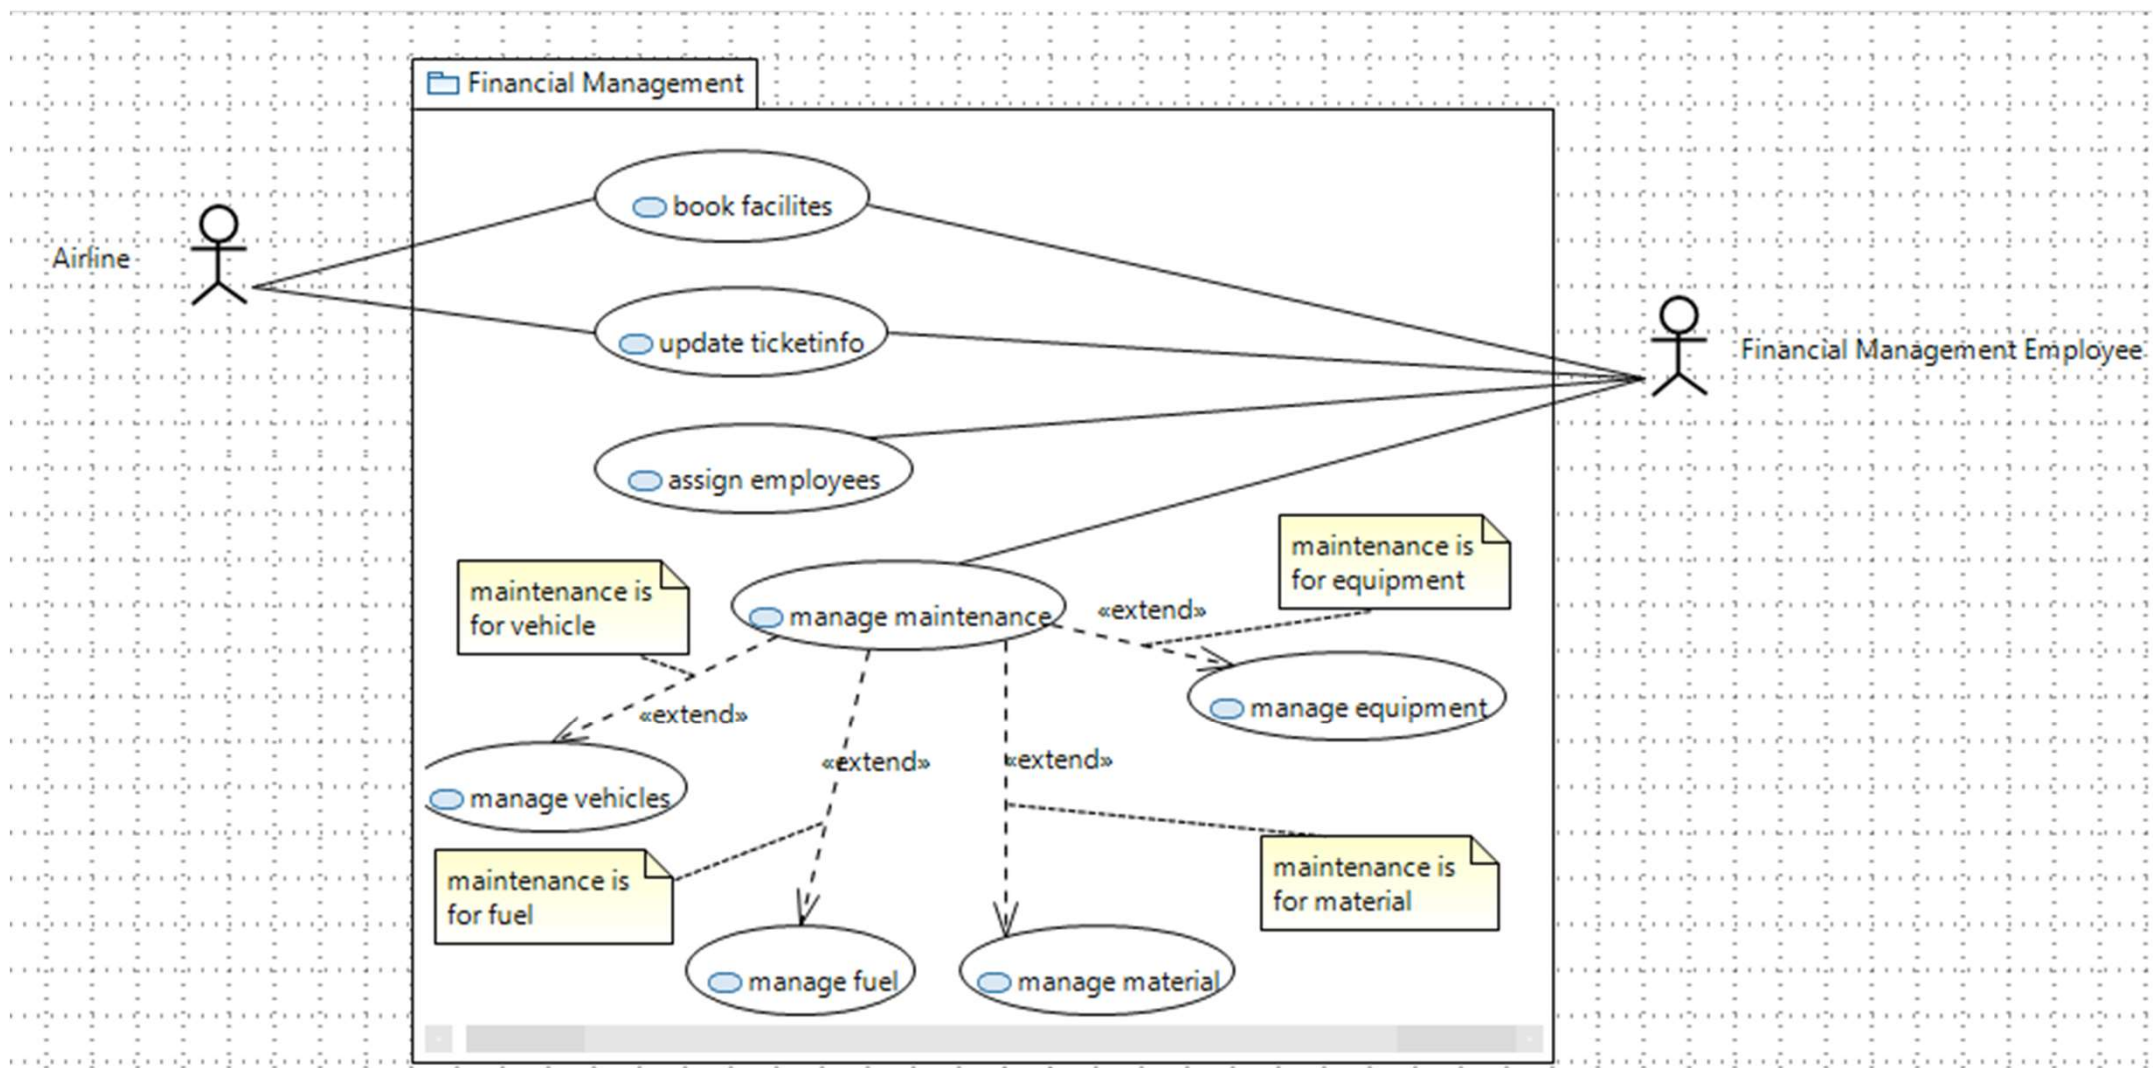 Financial Management
book facilites
Airline
update ticketinfo
Financial Management Employee
assign employees
maintenance is
for equipment
maintenance is
for vehicle
manage maintenance
«extend»
manage equipment
«extend»
«extend»
«extend»
manage vehicles
maintenance is
for fuel
maintenance is
for material
manage fuel
manage material